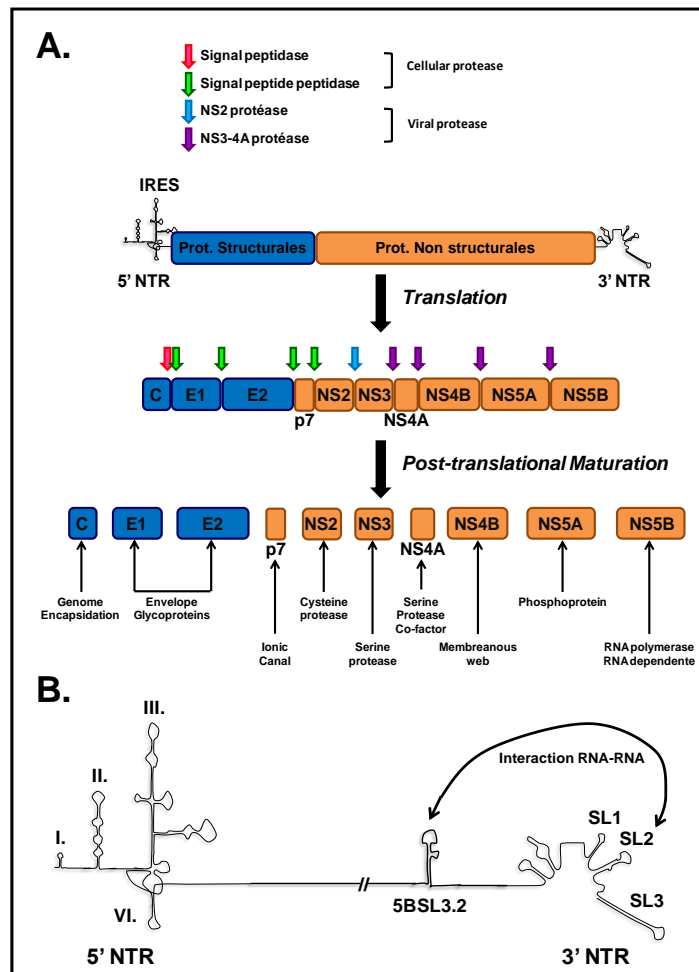 A.
Signal peptidase
Signal peptide peptidase
Cellular protease
NS2 protéase
NS3-4A protéase
Viral protease
IRES
Prot. Structurales
Prot. Non structurales
5’ NTR
3’ NTR
Translation
C
E1
E2
NS2
NS3
NS4B
NS5A
NS5B
p7
NS4A
Post-translational Maturation
C
E1
E2
NS2
NS3
NS4B
NS5A
NS5B
p7
NS4A
Genome
Encapsidation
Envelope
Glycoproteins
Cysteine
protease
Serine
Protease
Co-factor
Phosphoprotein
Ionic
Canal
Serine
protease
Membreanous
web
RNA polymerase
RNA dependente
B.
III.
Interaction RNA-RNA
II.
I.
SL1
SL2
SL3
VI.
5BSL3.2
5’ NTR
3’ NTR
//